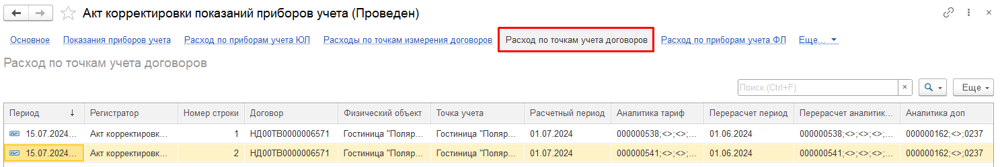 Акт корректировки показаний приборов учета (Проведен)
Основное Показания приборов учета Расход по приборам учета ЮЛ Расходы по точкам измерения договоров Расход по точкам учета договоров Расход по приборам учета ФЛ Еще...
Расход по точкам учета договоров
Поиск (Ctrl+F) × Еще
Период ↓ Регистратор Номер строки Договор Физический объект Точка учета Расчетный период Аналитика тариф Перерасчет период Перерасчет аналитик... Аналитика доп
15.07.2024... Акт корректировк... 1 НД00ТВ0000006571 Гостиница "Поляр... Гостиница "Поляр... 01.07.2024 000000538;<>;<>;... 01.06.2024 000000538;<>;<>;<>;... 000000162;<>;0237
15.07.2024... Акт корректировк... 2 НД00ТВ0000006571 Гостиница "Поляр... Гостиница "Поляр... 01.07.2024 000000541;<>;<>;... 01.06.2024 000000541;<>;<>;<>;... 000000162;<>;0237